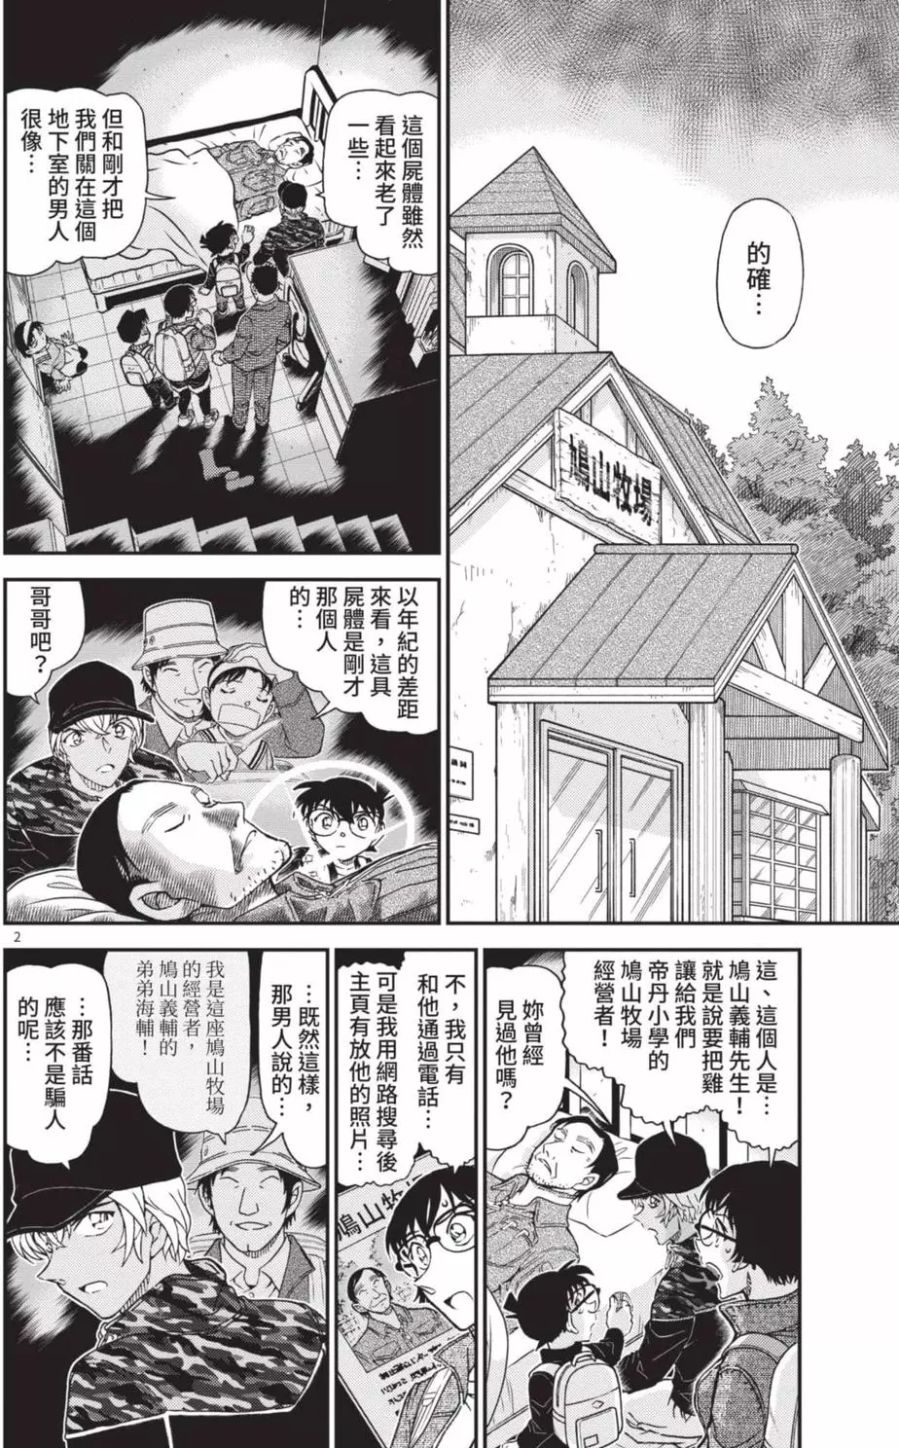 的確…
鳩山牧場
這個屍體雖然
看起來老了
一些…
但和剛才把
我們關在這個
地下室的男人
很像…
以年紀的差距
來看，這具
屍體是剛才
那個人
的…
哥哥吧？
2
這、這個人是…
鳩山義輔先生！
就是說要把雞
讓給我們
帝丹小學的
鳩山牧場
經營者！
妳曾經
見過他嗎？
不，我只有
和他通過電話…
可是我用網路搜尋後
主頁有放他的照片…
鳩山牧
…既然這樣，
那男人說的…
我是這座鳩山牧場
的經營者，
鳩山義輔的
弟弟海輔！
…那番話
應該不是騙人
的呢…